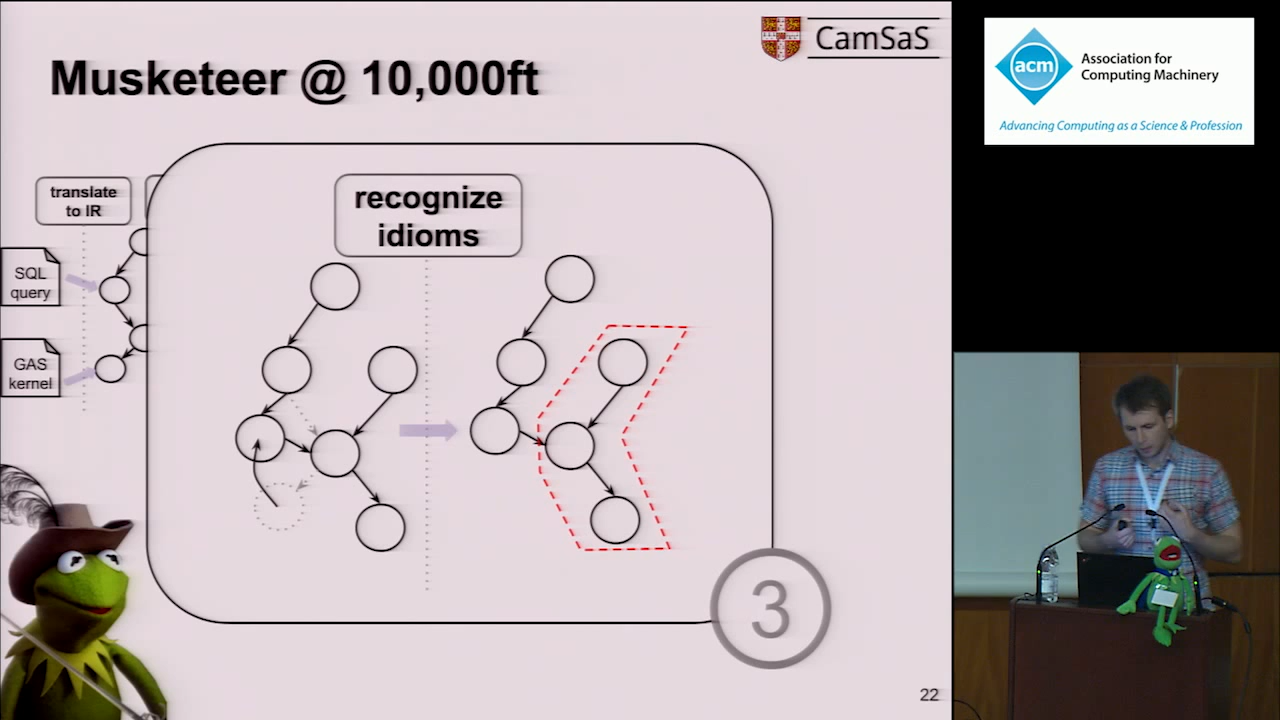 CamSaS
Musketeer @ 10,000ft
translate
to IR
recognize
idioms
SQL
query
GAS
kernel
3
22
acm
Association for
Computing Machinery
Advancing Computing as a Science & Profession